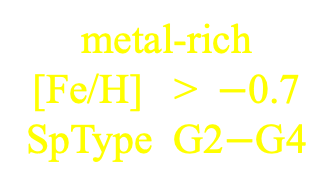 metal-rich
[Fe/H] > −0.7
SpType G2−G4